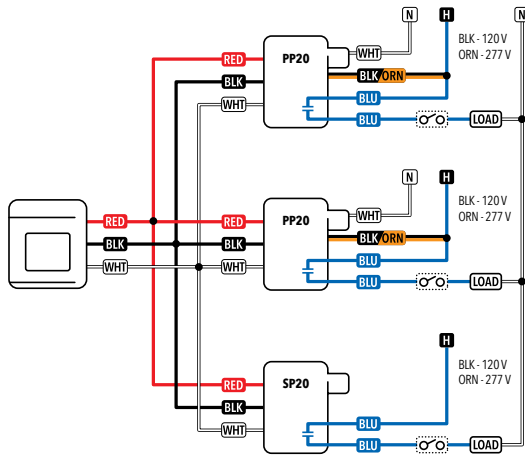 N H N
WHT
BLK - 120 V
ORN - 277 V
RED PP20
BLK BLK ORN
WHT BLU
BLU LOAD
N H
WHT
BLK - 120 V
ORN - 277 V
RED RED PP20
BLK BLK BLK ORN
WHT WHT BLU
BLU LOAD
H
BLK - 120 V
ORN - 277 V
RED SP20
BLK
WHT BLU
BLU LOAD